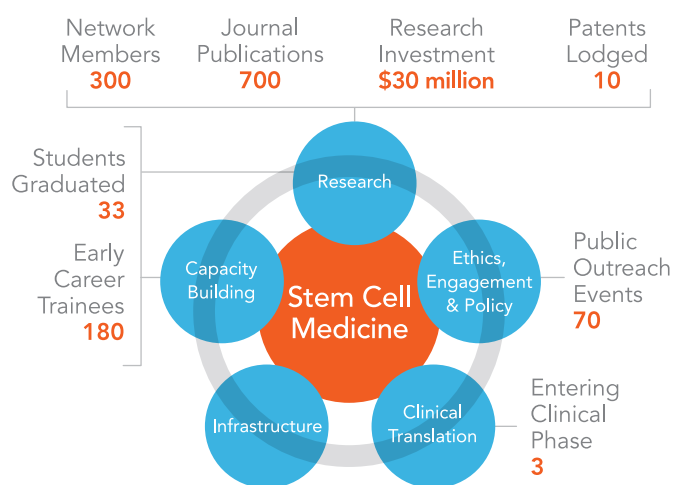 Network
Members
300
Journal
Publications
700
Research
Investment
$30 million
Patents
Lodged
10
Students
Graduated
33
Early
Career
Trainees
180
Research
Capacity
Building
Stem Cell
Medicine
Ethics,
Engagement
& Policy
Public
Outreach
Events
70
Infrastructure
Clinical
Translation
Entering
Clinical
Phase
3